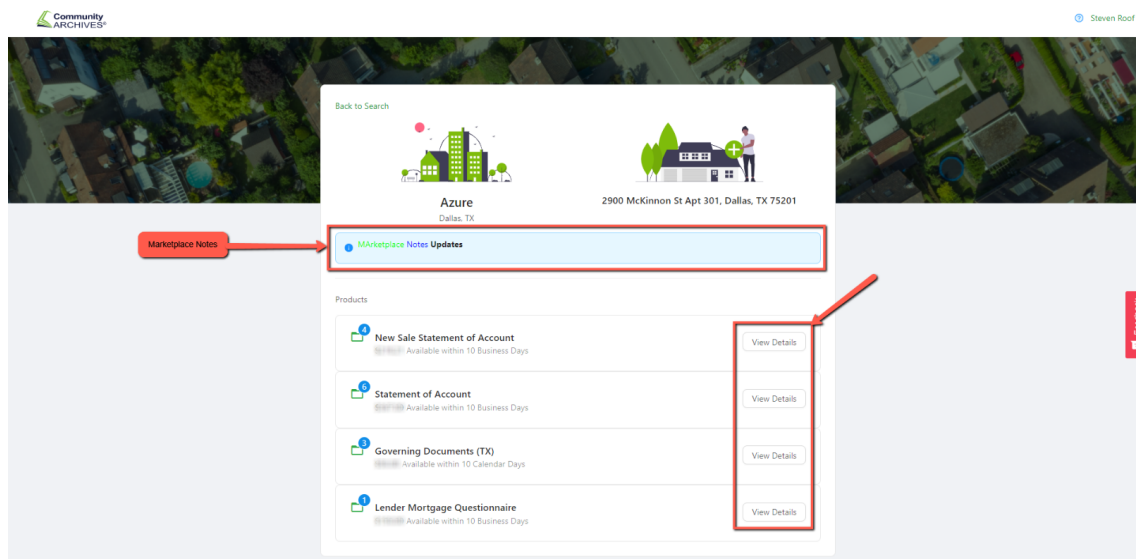 Community
ARCHIVES®
Steven Roof
Back to Search
Azure
Dallas, TX
2900 McKinnon St Apt 301, Dallas, TX 75201
Marketplace Notes
MArketplace Notes Updates
Products
4
New Sale Statement of Account
Available within 10 Business Days
View Details
6
Statement of Account
Available within 10 Business Days
View Details
3
Governing Documents (TX)
Available within 10 Calendar Days
View Details
1
Lender Mortgage Questionnaire
Available within 10 Business Days
View Details